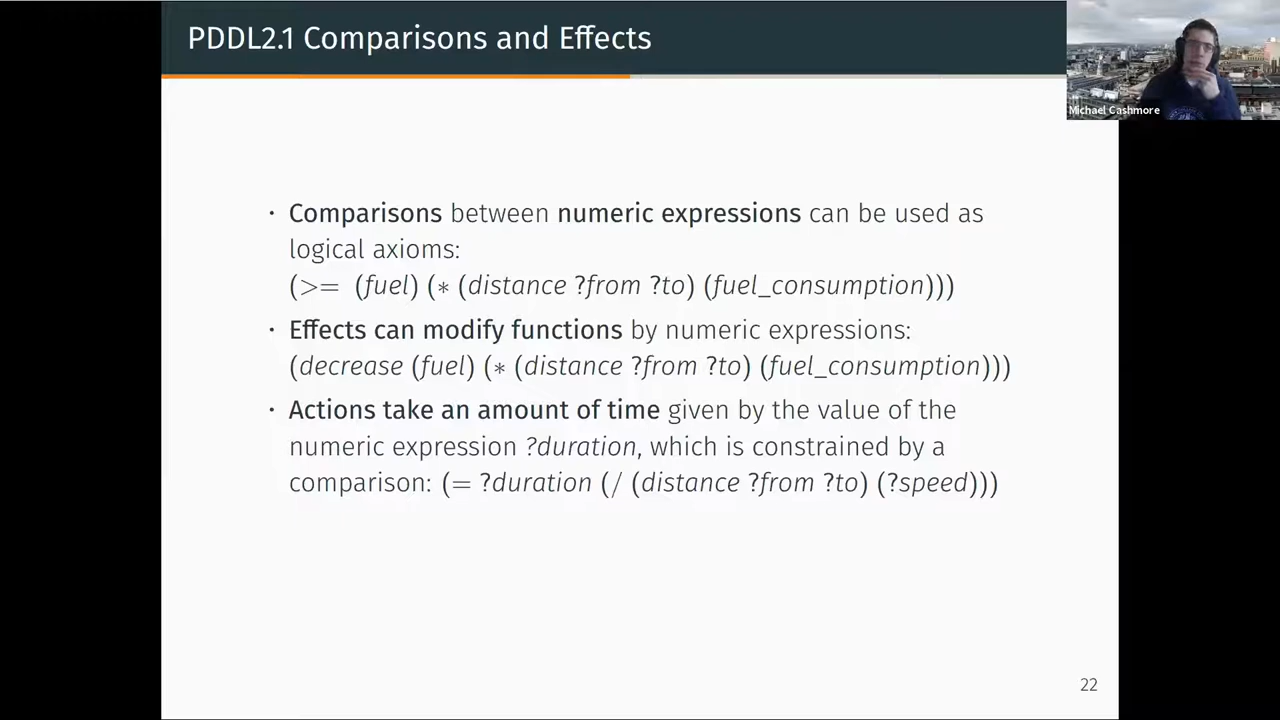 PDDL2.1 Comparisons and Effects
Michael Cashmore
• Comparisons between numeric expressions can be used as
logical axioms:
(>= (fuel) (∗ (distance ?from ?to) (fuel_consumption)))
• Effects can modify functions by numeric expressions:
(decrease (fuel) (∗ (distance ?from ?to) (fuel_consumption)))
• Actions take an amount of time given by the value of the
numeric expression ?duration, which is constrained by a
comparison: (= ?duration (/ (distance ?from ?to) (?speed)))
22